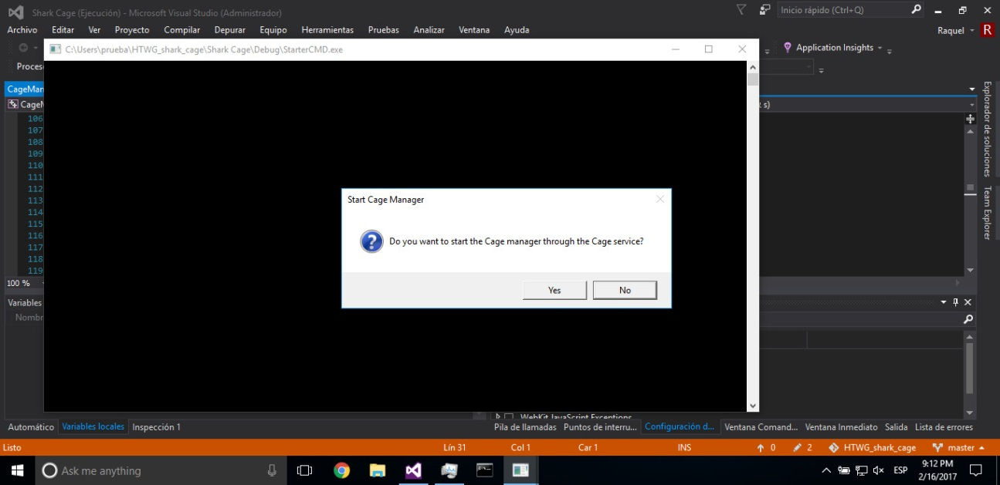 Shark Cage (Ejecución) - Microsoft Visual Studio (Administrador)
Inicio rápido (Ctrl+Q)
Archivo Editar Ver Proyecto Compilar Depurar Equipo Herramientas Pruebas Analizar Ventana Ayuda
Raquel R
C:\Users\prueba\HTWG_shark_cage\Shark Cage\Debug\StarterCMD.exe
Application Insights
Proces
CageMan
CageM
s)
106
107
108
109
110
111
112
113
114
115
116
117
118
119
Explorador de soluciones
Team Explorer
Start Cage Manager
Do you want to start the Cage manager through the Cage service?
Yes No
100 %
Variables
Nombr
WebKit JavaScript Exceptions
Automático Variables locales Inspección 1
Pila de llamadas Puntos de interru... Configuración d... Ventana Comand... Ventana Inmediato Salida Lista de errores
Listo Lín 31 Col 1 Car 1 INS 0 2 HTWG_shark_cage master
Ask me anything
ESP
9:12 PM
2/16/2017